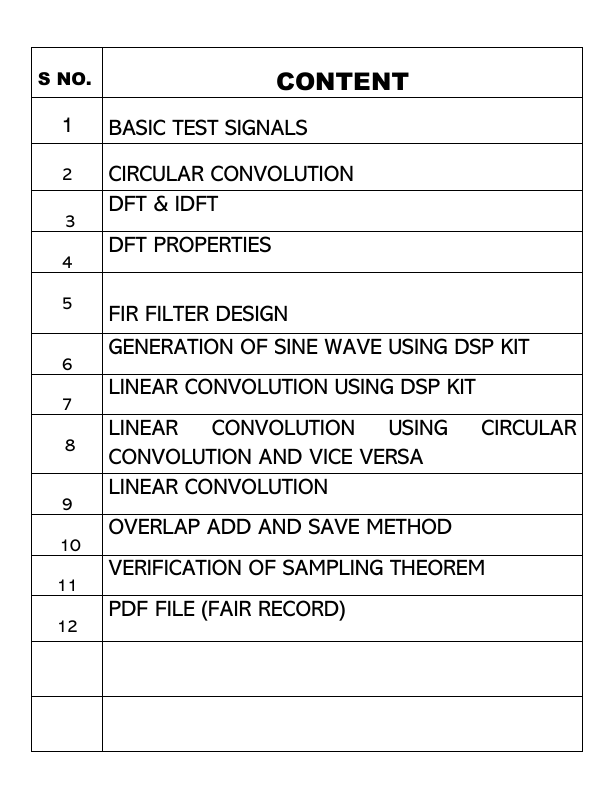 S NO. CONTENT
1 BASIC TEST SIGNALS
2 CIRCULAR CONVOLUTION
3 DFT & IDFT
4 DFT PROPERTIES
5 FIR FILTER DESIGN
6 GENERATION OF SINE WAVE USING DSP KIT
7 LINEAR CONVOLUTION USING DSP KIT
8 LINEAR CONVOLUTION USING CIRCULAR
CONVOLUTION AND VICE VERSA
9 LINEAR CONVOLUTION
10 OVERLAP ADD AND SAVE METHOD
11 VERIFICATION OF SAMPLING THEOREM
12 PDF FILE (FAIR RECORD)